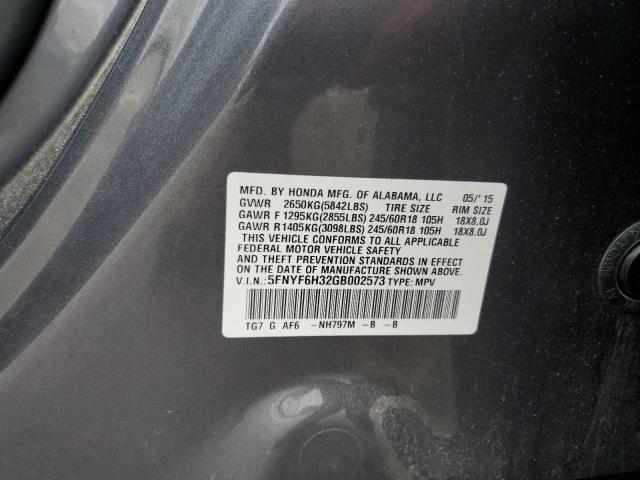 MFD. BY HONDA MFG. OF ALABAMA, LLC 05/'15
GVWR 2650KG(5842LBS) TIRE SIZE RIM SIZE
GAWR F 1295KG(2855LBS) 245/60R18 105H 18X8.0J
GAWR R1405KG(3098LBS) 245/60R18 105H 18X8.0J
THIS VEHICLE CONFORMS TO ALL APPLICABLE
FEDERAL MOTOR VEHICLE SAFETY
AND THEFT PREVENTION STANDARDS IN EFFECT
ON THE DATE OF MANUFACTURE SHOWN ABOVE.
V.I.N.:5FNYF6H32GB002573 TYPE: MPV
TG7 G AF6 -NH797M -B -B